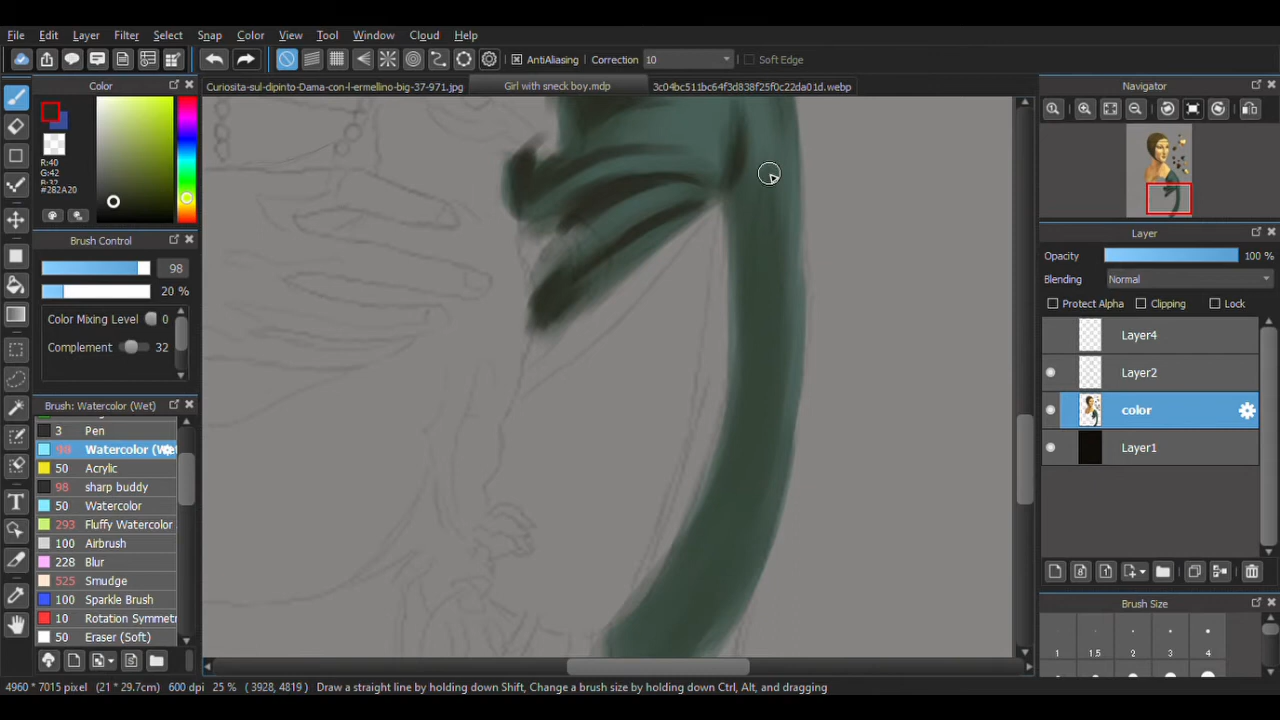 File Edit Layer Filter Select Snap Color View Tool Window Cloud Help
AntiAliasing Correction 10 Soft Edge
Color
Curiosita-sul-dipinto-Dama-con-l-ermellino-big-37-971.jpg Girl with sneck boy.mdp 3c04bc511bc64f3d838f25f0c22da01d.webp
Navigator
R:40
G:42
B:32
#282A20
Brush Control
98
20 %
Color Mixing Level 0
Complement 32
Layer
Opacity 100 %
Blending Normal
Protect Alpha Clipping Lock
Layer4
Layer2
color
Layer1
Brush: Watercolor (Wet)
3 Pen
98 Watercolor (Wet
50 Acrylic
98 sharp buddy
50 Watercolor
293 Fluffy Watercolor
100 Airbrush
228 Blur
525 Smudge
100 Sparkle Brush
10 Rotation Symmetr
50 Eraser (Soft)
Brush Size
1 1.5 2 3 4
4960 * 7015 pixel (21 * 29.7cm) 600 dpi 25 % ( 3928, 4819 ) Draw a straight line by holding down Shift, Change a brush size by holding down Ctrl, Alt, and dragging